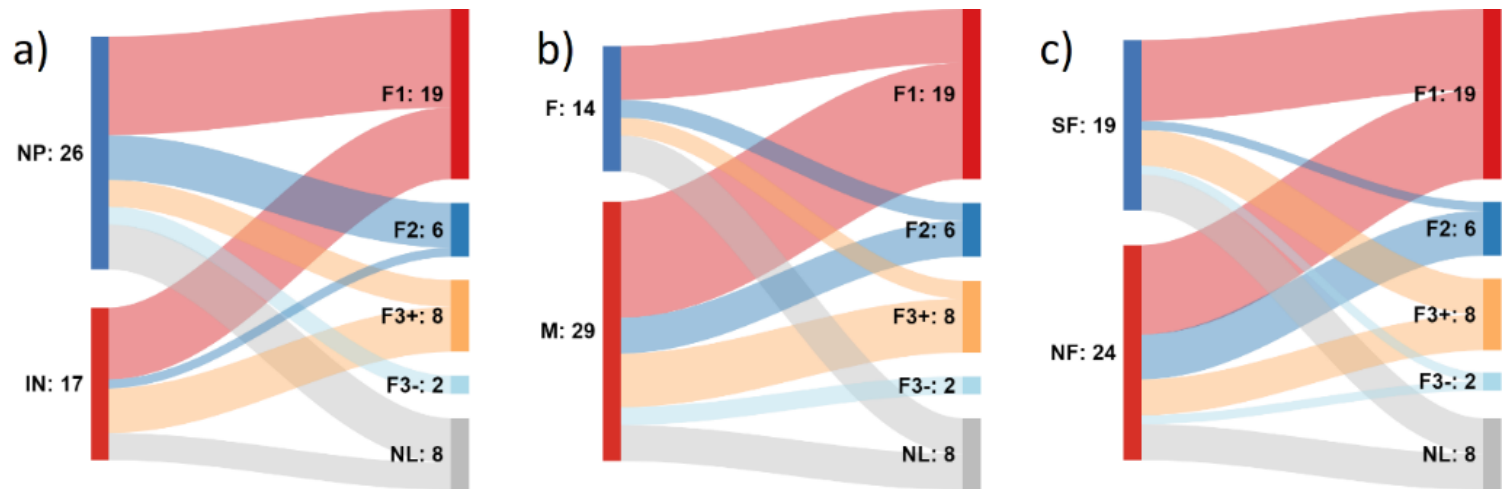 a)
NP: 26
IN: 17
F1: 19
F2: 6
F3+: 8
F3-: 2
NL: 8
b)
F: 14
M: 29
F1: 19
F2: 6
F3+: 8
F3-: 2
NL: 8
c)
SF: 19
NF: 24
F1: 19
F2: 6
F3+: 8
F3-: 2
NL: 8